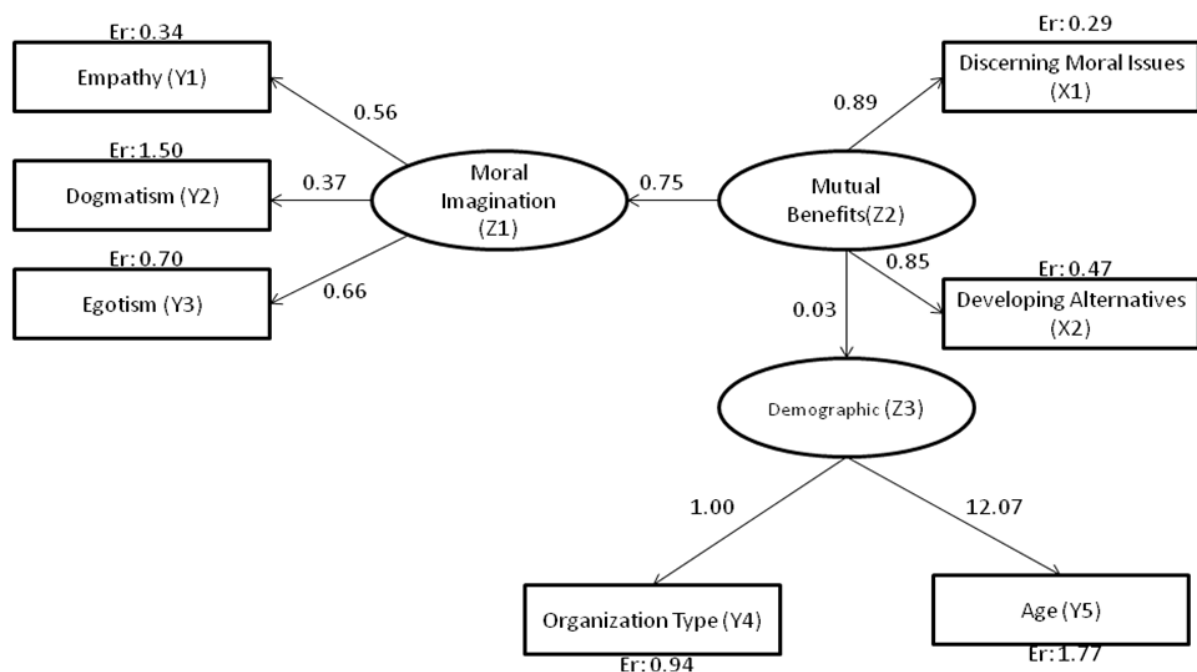 Er: 0.34
Empathy (Y1)
0.56
Er: 1.50
Dogmatism (Y2)
0.37
Er: 0.70
Egotism (Y3)
0.66
Moral
Imagination
(Z1)
0.75
Mutual
Benefits(Z2)
0.89
Er: 0.29
Discerning Moral Issues
(X1)
0.85
Er: 0.47
Developing Alternatives
(X2)
0.03
Demographic (Z3)
1.00
12.07
Organization Type (Y4)
Er: 0.94
Age (Y5)
Er: 1.77